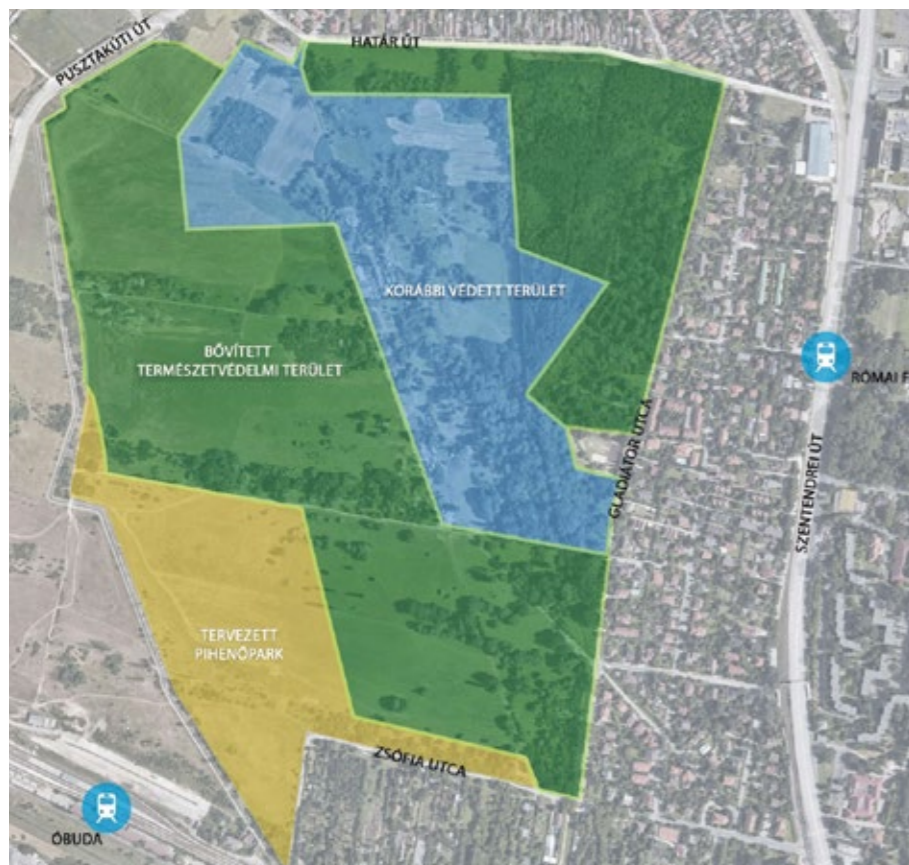 PUSZTAKÚTI ÚT
HATÁR ÚT
KORÁBBI VÉDETT TERÜLET
BŐVÍTETT
TERMÉSZETVÉDELMI TERÜLET
RÓMAI F
GLADIÁTOR UTCA
SZENTENDREI ÚT
TERVEZETT
PIHENŐPARK
ZSÓFIA UTCA
ÓBUDA